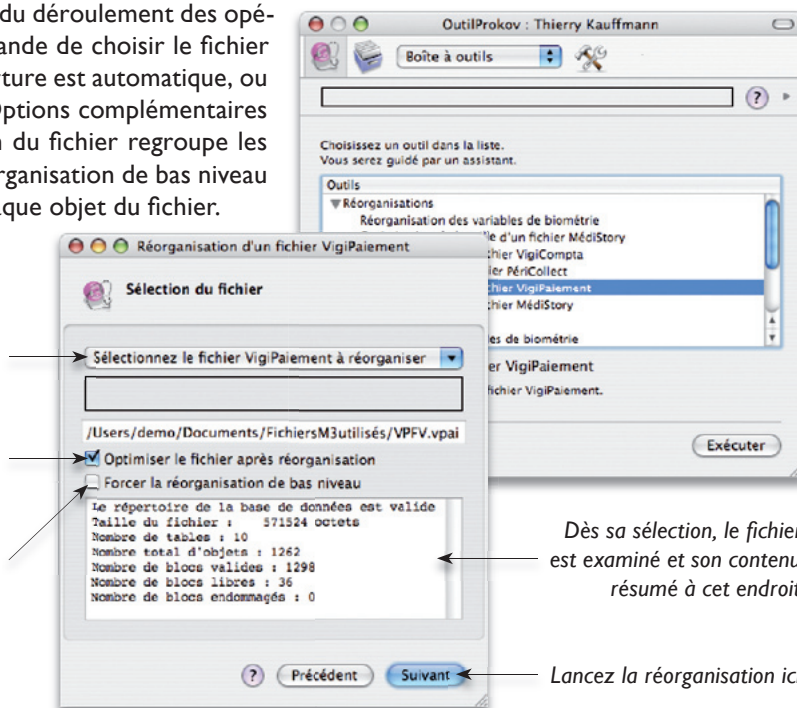 du déroulement des opé-
ande de choisir le fichier
rture est automatique, ou
Options complémentaires
n du fichier regroupe les
rganisation de bas niveau
aque objet du fichier.
OutilProkov : Thierry Kauffmann
Boîte à outils
?
Choisissez un outil dans la liste.
Vous serez guidé par un assistant.
Outils
Réorganisations
Réorganisation des variables de biométrie
le d'un fichier MédiStory
chier VigiCompta
ier PériCollect
chier VigiPaiement
chier MédiStory
es de biométrie
er VigiPaiement
fichier VigiPaiement.
Exécuter
Réorganisation d'un fichier VigiPaiement
Sélection du fichier
Sélectionnez le fichier VigiPaiement à réorganiser
/Users/demo/Documents/FichiersM3utilisés/VPFV.vpai
Optimiser le fichier après réorganisation
Forcer la réorganisation de bas niveau
Le répertoire de la base de données est valide
Taille du fichier : 571524 octets
Nombre de tables : 10
Nombre total d'objets : 1262
Nombre de blocs valides : 1298
Nombre de blocs libres : 36
Nombre de blocs endommagés : 0
? Précédent Suivant
Dès sa sélection, le fichier
est examiné et son contenu
résumé à cet endroit
Lancez la réorganisation ici